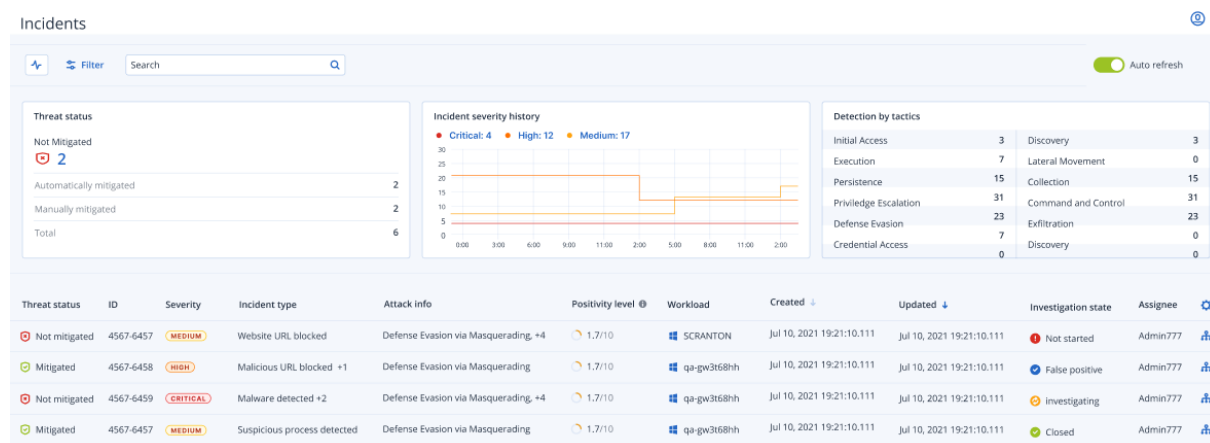 Incidents
Filter
Search
Auto refresh
Threat status
Not Mitigated
2
Automatically mitigated 2
Manually mitigated 2
Total 6
Incident severity history
Critical: 4 High: 12 Medium: 17
30
25
20
15
10
5
0
0:00 3:00 6:00 9:00 11:00 2:00 5:00 8:00 11:00 2:00
Detection by tactics
Initial Access 3 Discovery 3
Execution 7 Lateral Movement 0
Persistence 15 Collection 15
Priviledge Escalation 31 Command and Control 31
Defense Evasion 23 Exfiltration 23
Credential Access 7 Discovery 0
0 0
Threat status ID Severity Incident type Attack info Positivity level Workload Created ↓ Updated ↓ Investigation state Assignee
Not mitigated 4567-6457 MEDIUM Website URL blocked Defense Evasion via Masquerading, +4 1.7/10 SCRANTON Jul 10, 2021 19:21:10.111 Jul 10, 2021 19:21:10.111 Not started Admin777
Mitigated 4567-6458 HIGH Malicious URL blocked +1 Defense Evasion via Masquerading 1.7/10 qa-gw3t68hh Jul 10, 2021 19:21:10.111 Jul 10, 2021 19:21:10.111 False positive Admin777
Not mitigated 4567-6459 CRITICAL Malware detected +2 Defense Evasion via Masquerading, +4 1.7/10 qa-gw3t68hh Jul 10, 2021 19:21:10.111 Jul 10, 2021 19:21:10.111 investigating Admin777
Mitigated 4567-6457 MEDIUM Suspicious process detected Defense Evasion via Masquerading 1.7/10 qa-gw3t68hh Jul 10, 2021 19:21:10.111 Jul 10, 2021 19:21:10.111 Closed Admin777